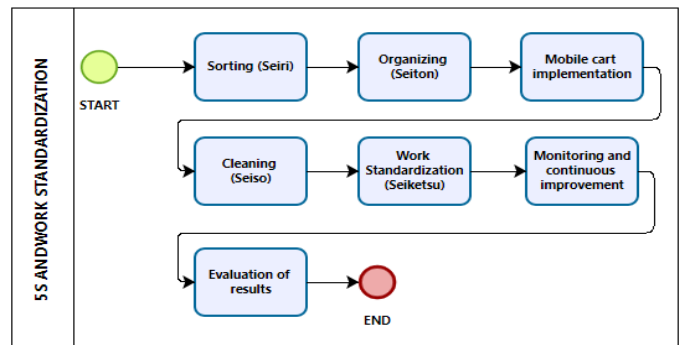 5S ANDWORK STANDARDIZATION
START
Sorting (Seiri)
Organizing
(Seiton)
Mobile cart
implementation
Cleaning
(Seiso)
Work
Standardization
(Seiketsu)
Monitoring and
continuous
improvement
Evaluation of
results
END